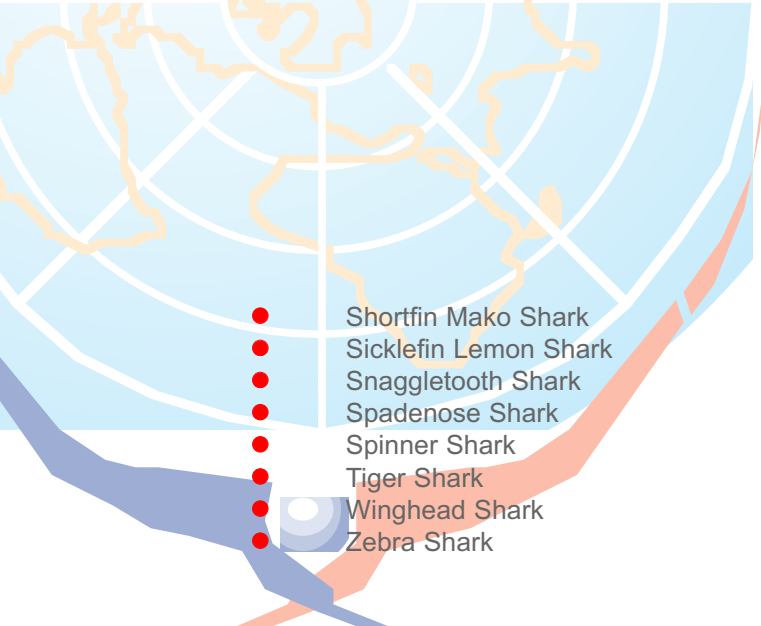 Shortfin Mako Shark
Sicklefin Lemon Shark
Snaggletooth Shark
Spadenose Shark
Spinner Shark
Tiger Shark
Winghead Shark
Zebra Shark